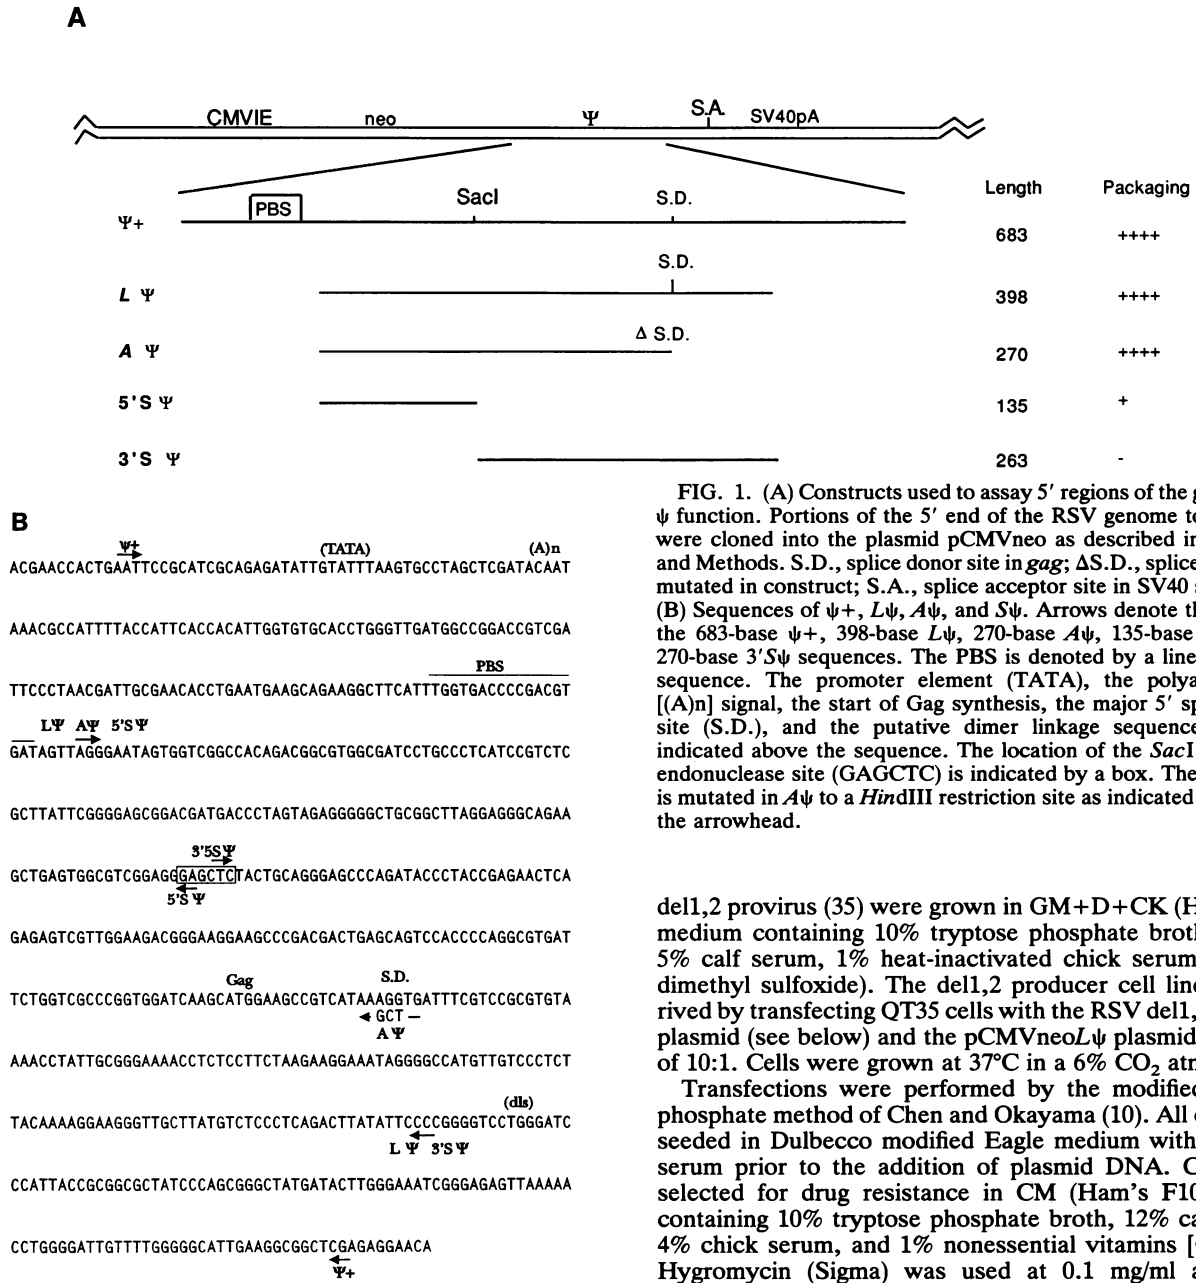 A
CMVIE neo Ψ S.A. SV40pA
Length Packaging
PBS SacI S.D.
Ψ+ 683 ++++
S.D.
L Ψ 398 ++++
Δ S.D.
A Ψ 270 ++++
5'S Ψ 135 +
3'S Ψ 263 -
FIG. 1. (A) Constructs used to assay 5′ regions of the g
ψ function. Portions of the 5′ end of the RSV genome te
were cloned into the plasmid pCMVneo as described in
and Methods. S.D., splice donor site in gag; ΔS.D., splice
mutated in construct; S.A., splice acceptor site in SV40 s
(B) Sequences of ψ+, Lψ, Aψ, and Sψ. Arrows denote th
the 683-base ψ+, 398-base Lψ, 270-base Aψ, 135-base
270-base 3′Sψ sequences. The PBS is denoted by a line
sequence. The promoter element (TATA), the polya
[(A)n] signal, the start of Gag synthesis, the major 5′ sp
site (S.D.), and the putative dimer linkage sequence
indicated above the sequence. The location of the SacI
endonuclease site (GAGCTC) is indicated by a box. The
is mutated in Aψ to a HindIII restriction site as indicated
the arrowhead.
B
Ψ+ (TATA) (A)n
ACGAACCACTGAATTCCGCATCGCAGAGATATTGTATTTAAGTGCCTAGCTCGATACAAT
AAACGCCATTTTACCATTCACCACATTGGTGTGCACCTGGGTTGATGGCCGGACCGTCGA
PBS
TTCCCTAACGATTGCGAACACCTGAATGAAGCAGAAGGCTTCATTTGGTGACCCCGACGT
LΨ AΨ 5'SΨ
GATAGTTAGGGAATAGTGGTCGGCCACAGACGGCGTGGCGATCCTGCCCTCATCCGTCTC
GCTTATTCGGGGAGCGGACGATGACCCTAGTAGAGGGGGCTGCGGCTTAGGAGGGCAGAA
3'5SΨ
GCTGAGTGGCGTCGGAGGGAGCTCTACTGCAGGGAGCCCAGATACCCTACCGAGAACTCA
5'SΨ
GAGAGTCGTTGGAAGACGGGAAGGAAGCCCGACGACTGAGCAGTCCACCCCAGGCGTGAT
Gag S.D.
TCTGGTCGCCCGGTGGATCAAGCATGGAAGCCGTCATAAAGGTGATTTCGTCCGCGTGTA
GCT
AΨ
AAACCTATTGCGGGAAAACCTCTCCTTCTAAGAAGGAAATAGGGGCCATGTTGTCCCTCT
(dls)
TACAAAAGGAAGGGTTGCTTATGTCTCCCTCAGACTTATATTCCCCGGGGTCCTGGGATC
L Ψ 3'SΨ
CCATTACCGCGGCGCTATCCCAGCGGGCTATGATACTTGGGAAATCGGGAGAGTTAAAAA
CCTGGGGATTGTTTTGGGGGCATTGAAGGCGGCTCGAGAGGAACA
Ψ+
del1,2 provirus (35) were grown in GM+D+CK (H
medium containing 10% tryptose phosphate broth
5% calf serum, 1% heat-inactivated chick serum
dimethyl sulfoxide). The del1,2 producer cell line
rived by transfecting QT35 cells with the RSV del1,
plasmid (see below) and the pCMVneoLψ plasmid
of 10:1. Cells were grown at 37°C in a 6% CO2 atm
Transfections were performed by the modified
phosphate method of Chen and Okayama (10). All c
seeded in Dulbecco modified Eagle medium with
serum prior to the addition of plasmid DNA. C
selected for drug resistance in CM (Ham's F10
containing 10% tryptose phosphate broth, 12% ca
4% chick serum, and 1% nonessential vitamins [
Hygromycin (Sigma) was used at 0.1 mg/ml a